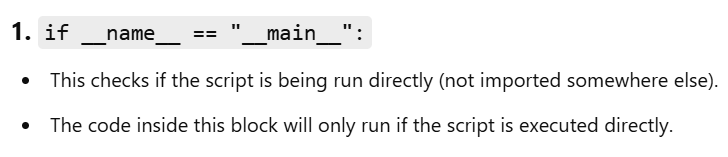 1. if __name__ == "__main__":
• This checks if the script is being run directly (not imported somewhere else).
• The code inside this block will only run if the script is executed directly.